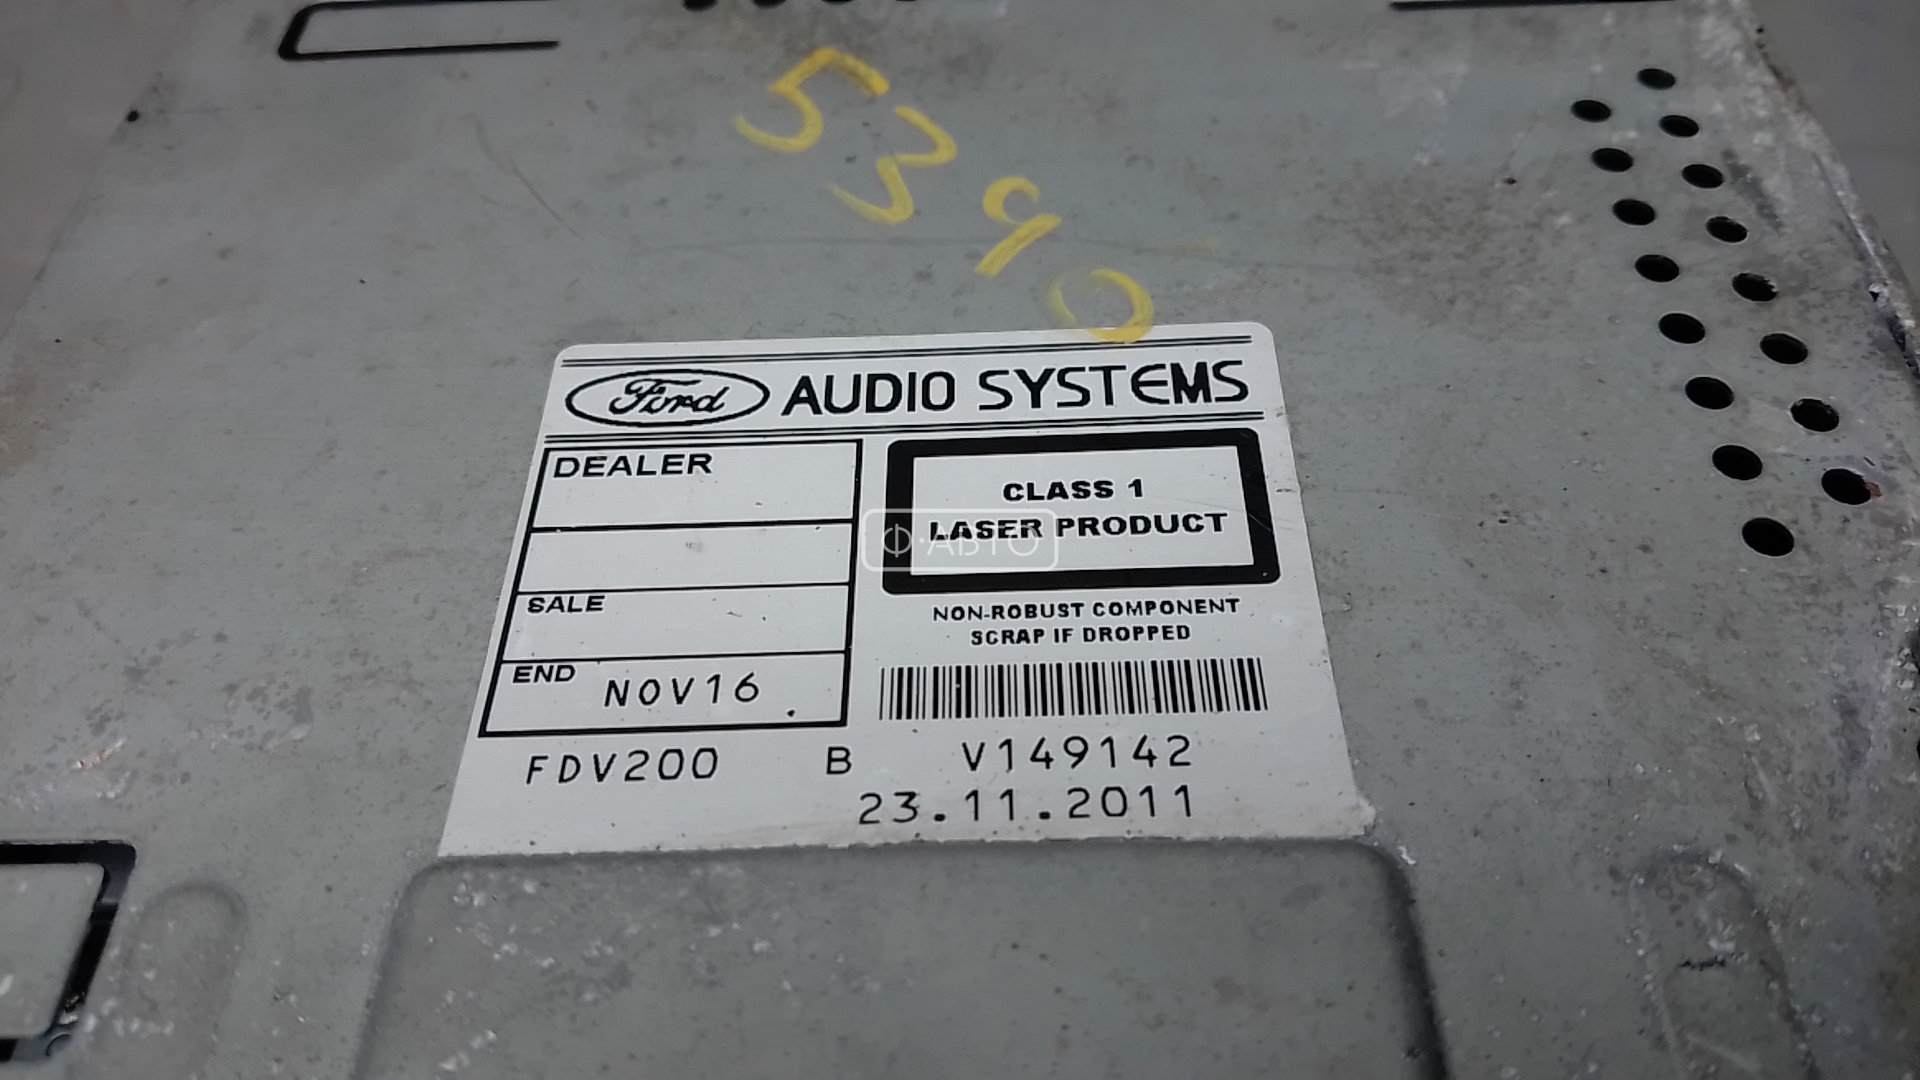 5390
Ford AUDIO SYSTEMS
DEALER
CLASS 1
LASER PRODUCT
Ф·АВТО
SALE
NON-ROBUST COMPONENT
SCRAP IF DROPPED
END NOV16
FDV200 B V149142
23.11.2011